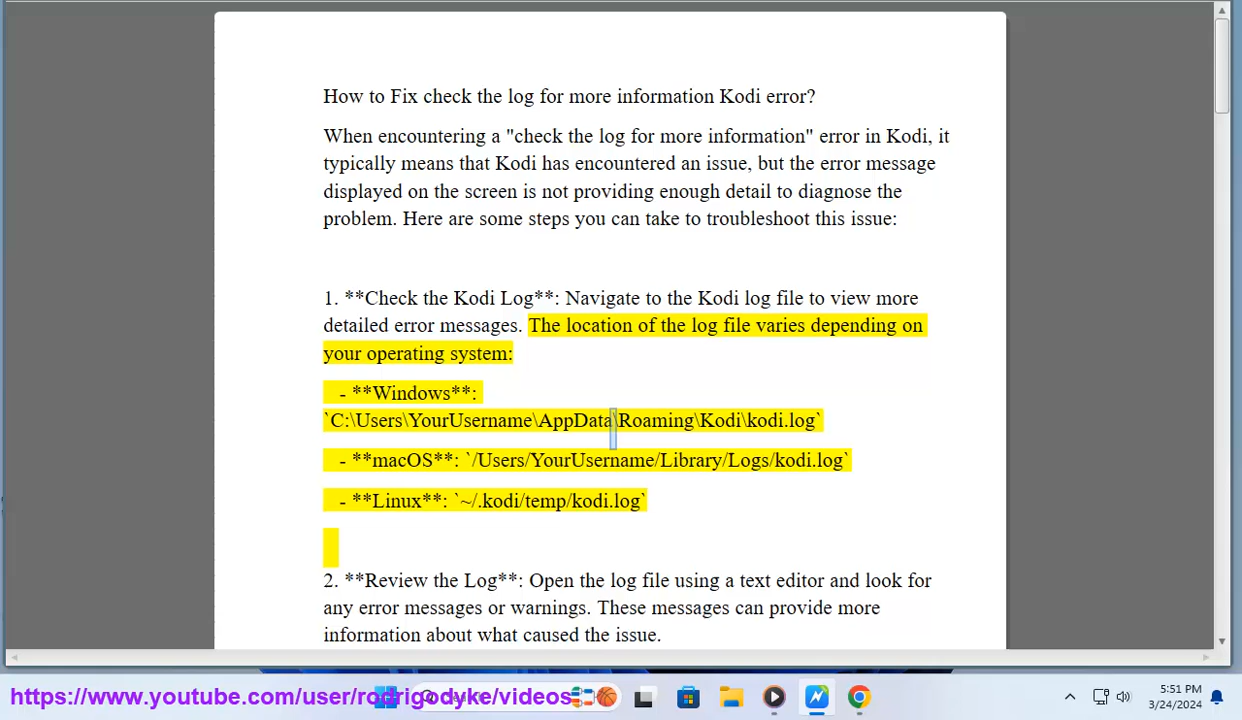 How to Fix check the log for more information Kodi error?
When encountering a "check the log for more information" error in Kodi, it
typically means that Kodi has encountered an issue, but the error message
displayed on the screen is not providing enough detail to diagnose the
problem. Here are some steps you can take to troubleshoot this issue:
1. **Check the Kodi Log**: Navigate to the Kodi log file to view more
detailed error messages. The location of the log file varies depending on
your operating system:
- **Windows**:
`C:\Users\YourUsername\AppData\Roaming\Kodi\kodi.log`
- **macOS**: `/Users/YourUsername/Library/Logs/kodi.log`
- **Linux**: `~/.kodi/temp/kodi.log`
2. **Review the Log**: Open the log file using a text editor and look for
any error messages or warnings. These messages can provide more
information about what caused the issue.
https://www.youtube.com/user/rodrigodyke/videos
5:51 PM
3/24/2024